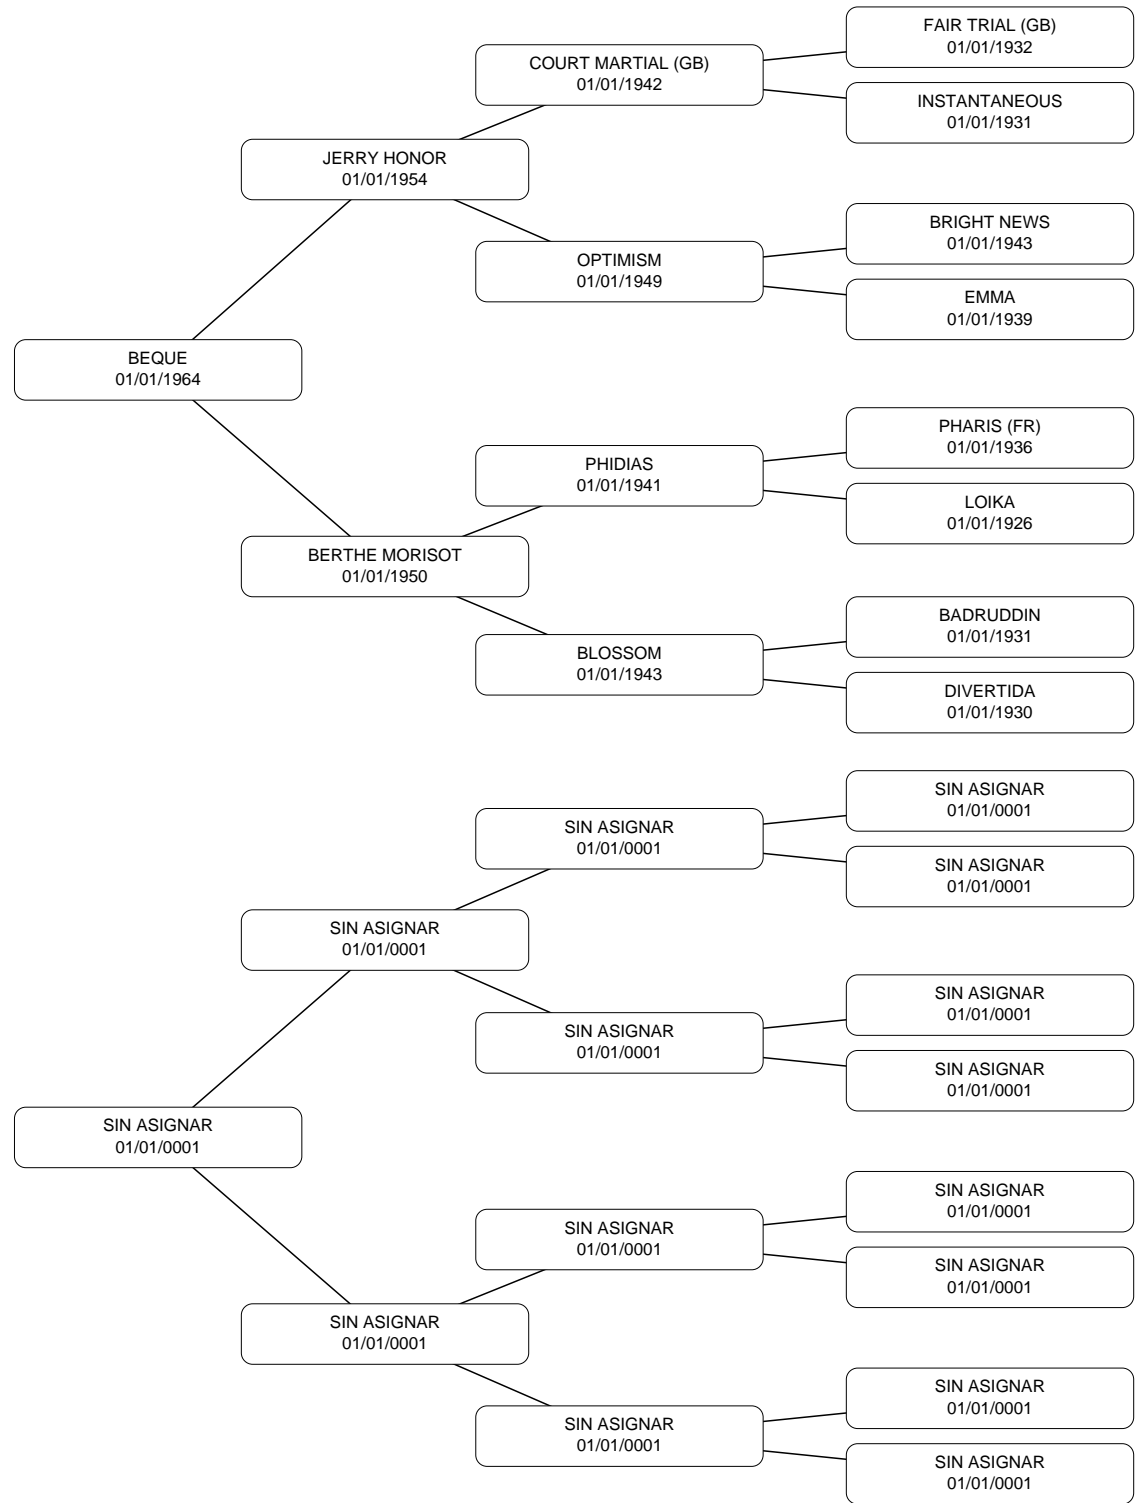 FAIR TRIAL (GB)
01/01/1932
COURT MARTIAL (GB)
01/01/1942
INSTANTANEOUS
01/01/1931
JERRY HONOR
01/01/1954
BRIGHT NEWS
01/01/1943
OPTIMISM
01/01/1949
EMMA
01/01/1939
BEQUE
01/01/1964
PHARIS (FR)
01/01/1936
PHIDIAS
01/01/1941
LOIKA
01/01/1926
BERTHE MORISOT
01/01/1950
BADRUDDIN
01/01/1931
BLOSSOM
01/01/1943
DIVERTIDA
01/01/1930
SIN ASIGNAR
01/01/0001
SIN ASIGNAR
01/01/0001
SIN ASIGNAR
01/01/0001
SIN ASIGNAR
01/01/0001
SIN ASIGNAR
01/01/0001
SIN ASIGNAR
01/01/0001
SIN ASIGNAR
01/01/0001
SIN ASIGNAR
01/01/0001
SIN ASIGNAR
01/01/0001
SIN ASIGNAR
01/01/0001
SIN ASIGNAR
01/01/0001
SIN ASIGNAR
01/01/0001
SIN ASIGNAR
01/01/0001
SIN ASIGNAR
01/01/0001
SIN ASIGNAR
01/01/0001